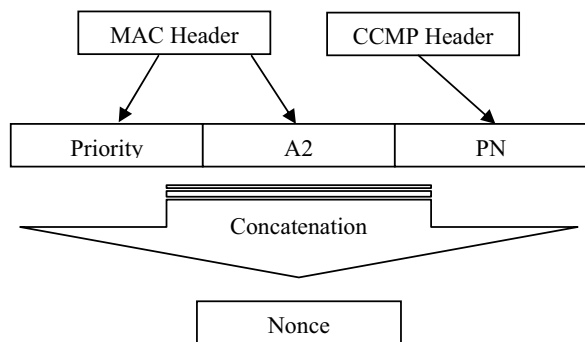 MAC Header
CCMP Header
Priority
A2
PN
Concatenation
Nonce